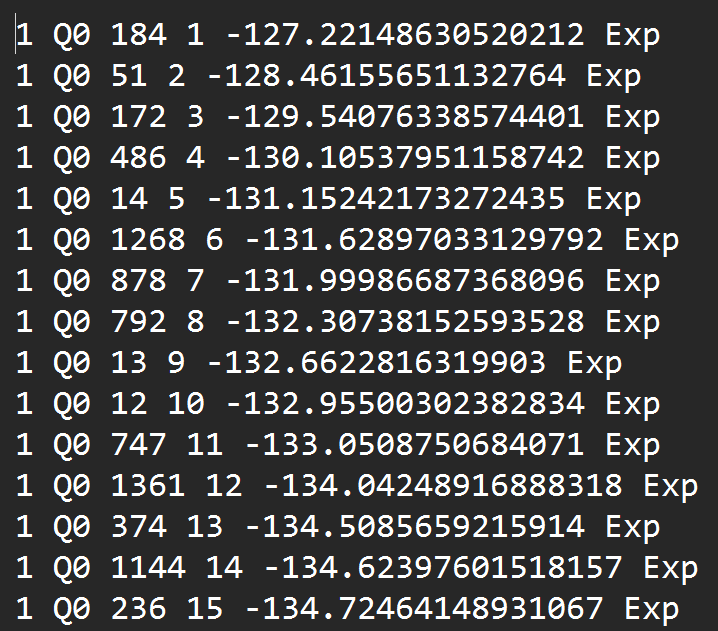 1 Q0 184 1 -127.22148630520212 Exp
1 Q0 51 2 -128.46155651132764 Exp
1 Q0 172 3 -129.54076338574401 Exp
1 Q0 486 4 -130.10537951158742 Exp
1 Q0 14 5 -131.15242173272435 Exp
1 Q0 1268 6 -131.62897033129792 Exp
1 Q0 878 7 -131.99986687368096 Exp
1 Q0 792 8 -132.30738152593528 Exp
1 Q0 13 9 -132.6622816319903 Exp
1 Q0 12 10 -132.95500302382834 Exp
1 Q0 747 11 -133.0508750684071 Exp
1 Q0 1361 12 -134.04248916888318 Exp
1 Q0 374 13 -134.5085659215914 Exp
1 Q0 1144 14 -134.62397601518157 Exp
1 Q0 236 15 -134.72464148931067 Exp